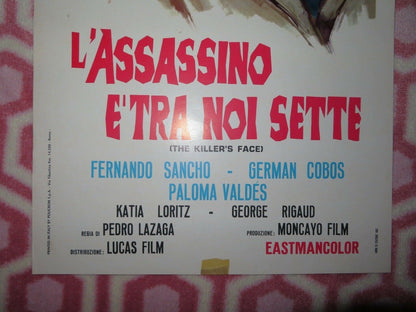 L'ASSASSINO
E'TRA NOI SETTE
(THE KILLER'S FACE)
FERNANDO SANCHO - GERMAN COBOS
PALOMA VALDÈS
KATIA LORITZ - GEORGE RIGAUD
REGIA DI PEDRO LAZAGA
PRODUZIONE: MONCAYO FILM
DISTRIBUZIONE: LUCAS FILM
EASTMANCOLOR